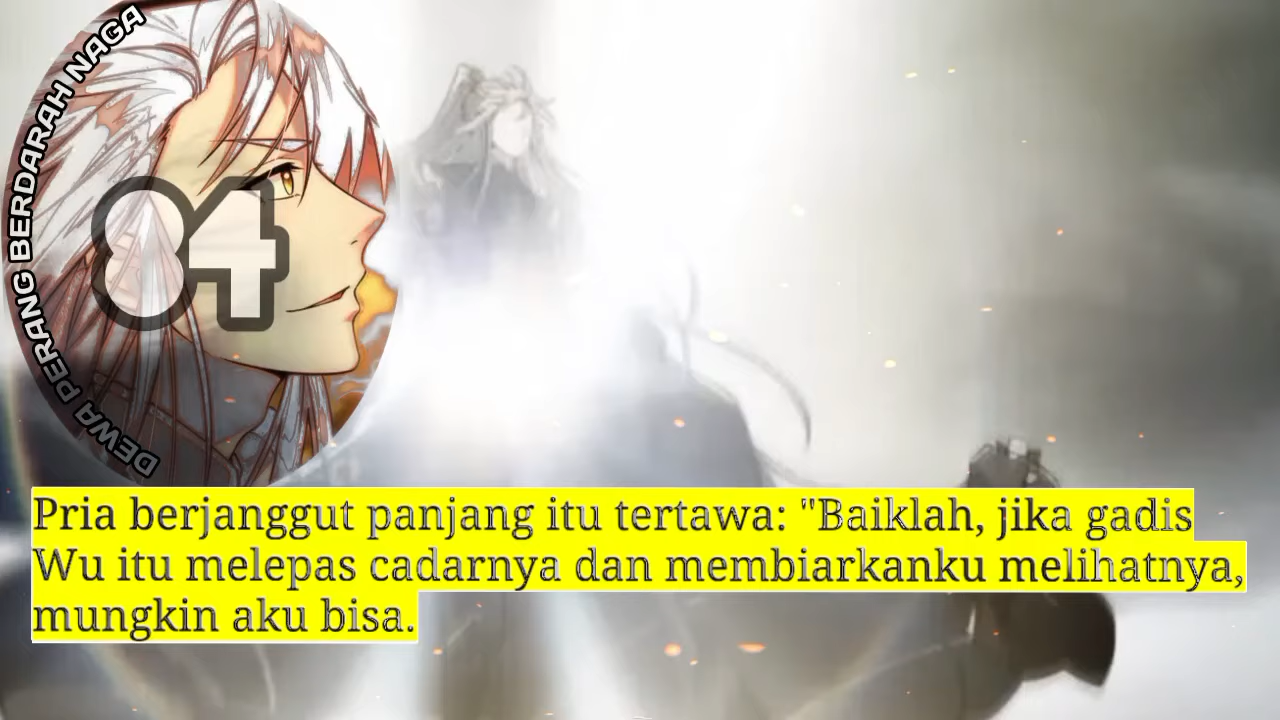 DEWA PERANG BERDARAH NAGA
84
Pria berjanggut panjang itu tertawa: "Baiklah, jika gadis
Wu itu melepas cadarnya dan membiarkanku melihatnya,
mungkin aku bisa.